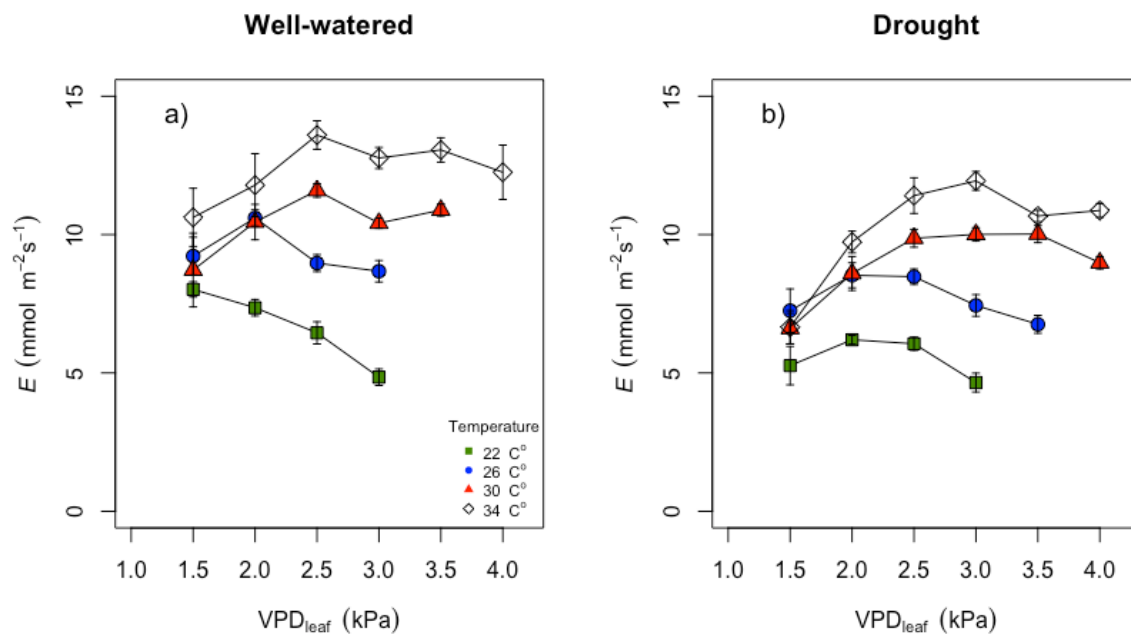 Well-watered
Drought
a)
b)
15
10
5
0
E (mmol m−2s−1)
Temperature
22 C°
26 C°
30 C°
34 C°
1.0 1.5 2.0 2.5 3.0 3.5 4.0
VPDleaf (kPa)
15
10
5
0
E (mmol m−2s−1)
1.0 1.5 2.0 2.5 3.0 3.5 4.0
VPDleaf (kPa)